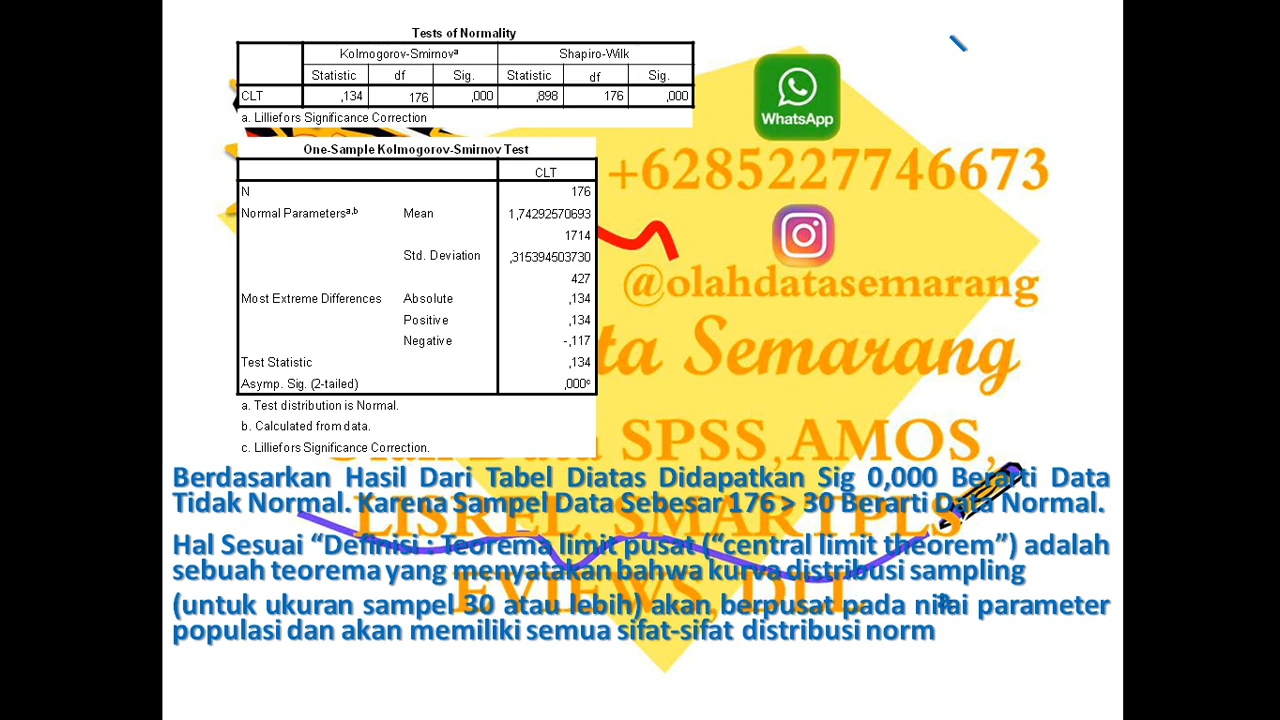 Tests of Normality
Kolmogorov-Smirnovᵃ Shapiro-Wilk
Statistic df Sig. Statistic df Sig.
CLT ,134 176 ,000 ,898 176 ,000
a. Lilliefors Significance Correction
WhatsApp
One-Sample Kolmogorov-Smirnov Test
CLT
+6285227746673
N 176
Normal Parametersᵃ,ᵇ Mean 1,74292570693
1714
Std. Deviation ,315394503730
427
@olahdatasemarang
Most Extreme Differences Absolute ,134
Positive ,134
Negative -,117
ta Semarang
Test Statistic ,134
Asymp. Sig. (2-tailed) ,000ᶜ
a. Test distribution is Normal.
b. Calculated from data.
c. Lilliefors Significance Correction.
SPSS,AMOS,
Berdasarkan Hasil Dari Tabel Diatas Didapatkan Sig 0,000 Berarti Data
Tidak Normal. Karena Sampel Data Sebesar 176 > 30 Berarti Data Normal.
LISREL, SMARTPLS
Hal Sesuai “Definisi : Teorema limit pusat (“central limit theorem”) adalah
sebuah teorema yang menyatakan bahwa kurva distribusi sampling
EVIEWS, DLL
(untuk ukuran sampel 30 atau lebih) akan berpusat pada nilai parameter
populasi dan akan memiliki semua sifat-sifat distribusi norm